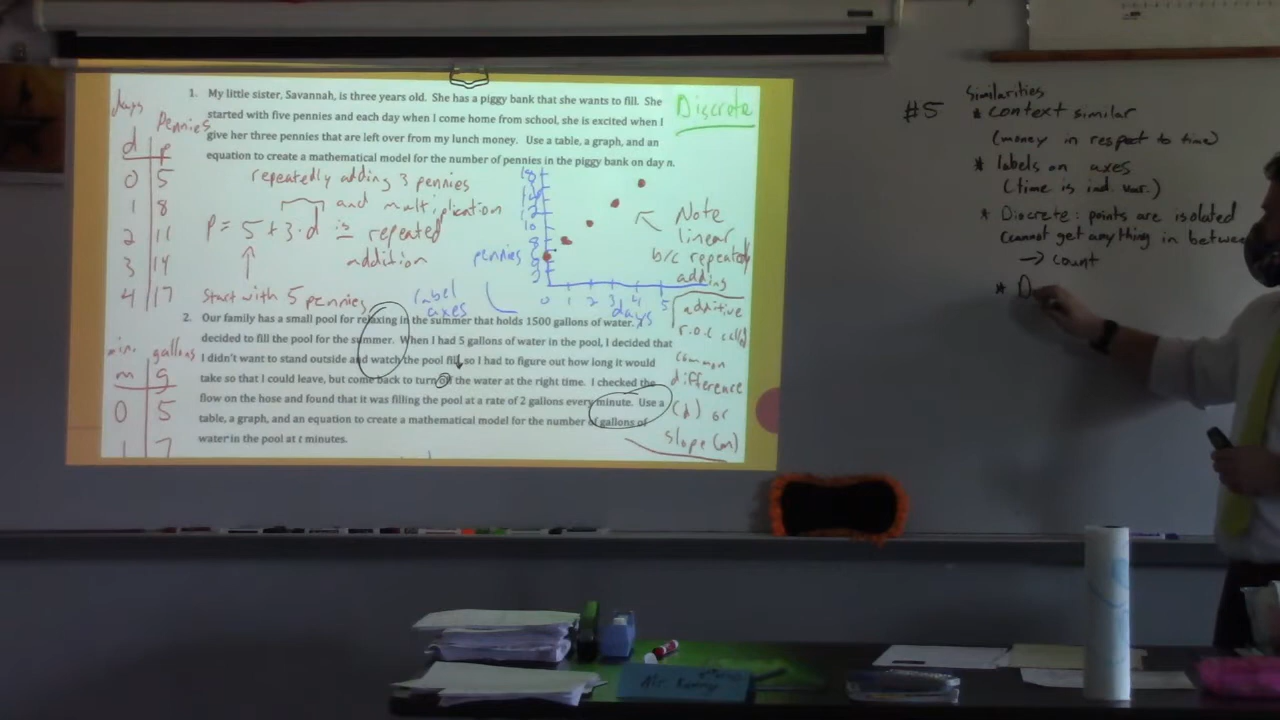 1. My little sister, Savannah, is three years old. She has a piggy bank that she wants to fill. She
started with five pennies and each day when I come home from school, she is excited when I
give her three pennies that are left over from my lunch money. Use a table, a graph, and an
equation to create a mathematical model for the number of pennies in the piggy bank on day n.
Discrete
days
Pennies
d p
0 5
1 8
2 11
3 14
4 17
repeatedly adding 3 pennies
and multiplication
P = 5 + 3·d is repeated
addition
Start with 5 pennies
label
axes
pennies
0 1 2 3 4 5
days
Note
linear
b/c repeatedly
adding
additive
r.o.c. called
common
difference
(d) or
slope (m)
2. Our family has a small pool for relaxing in the summer that holds 1500 gallons of water. I
decided to fill the pool for the summer. When I had 5 gallons of water in the pool, I decided that
I didn't want to stand outside and watch the pool fill, so I had to figure out how long it would
take so that I could leave, but come back to turn off the water at the right time. I checked the
flow on the hose and found that it was filling the pool at a rate of 2 gallons every minute. Use a
table, a graph, and an equation to create a mathematical model for the number of gallons of
water in the pool at t minutes.
min. gallons
m g
0 5
1 7
#5
Similarities
* context similar
(money in respect to time)
* labels on axes
(time is ind. var.)
* Discrete: points are isolated
cannot get anything in between
→ count
* D